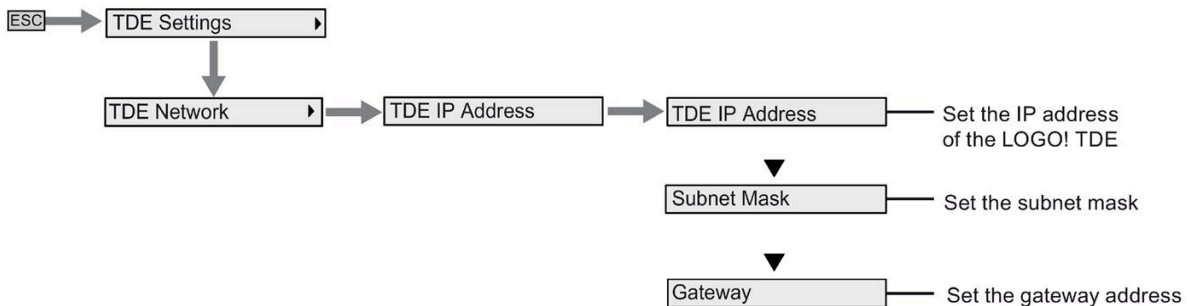 ESC
TDE Settings
TDE Network
TDE IP Address
TDE IP Address
Set the IP address
of the LOGO! TDE
Subnet Mask
Set the subnet mask
Gateway
Set the gateway address